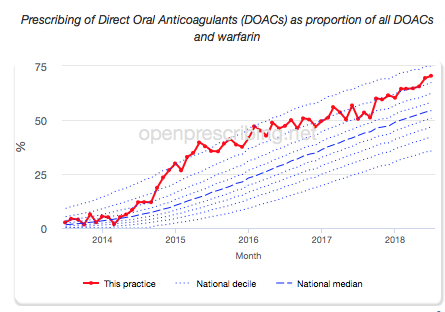 Prescribing of Direct Oral Anticoagulants (DOACs) as proportion of all DOACs
and warfarin
75
50
25
0
%
openprescribing.net
2014 2015 2016 2017 2018
Month
This practice National decile National median